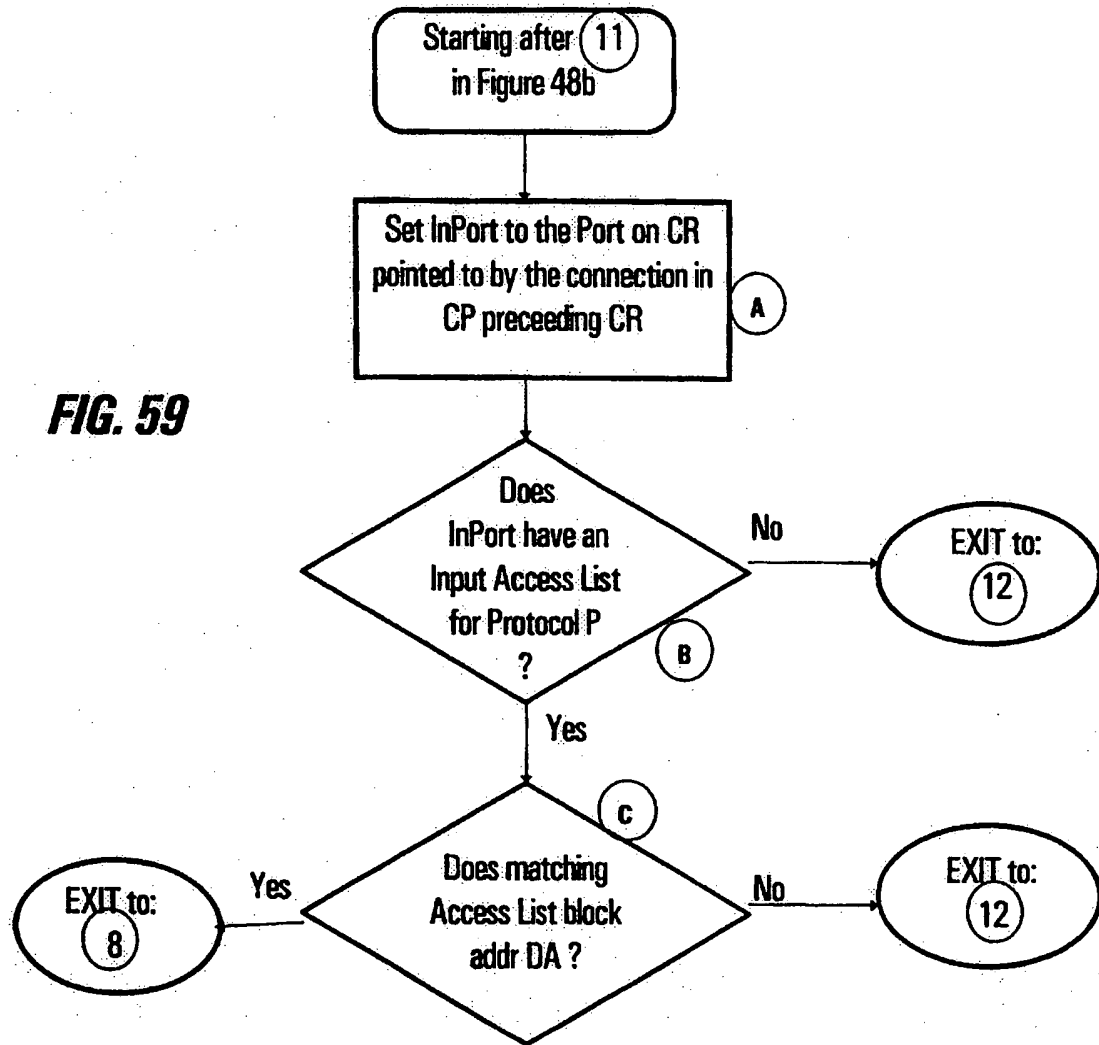 Starting after 11
in Figure 48b
Set InPort to the Port on CR
pointed to by the connection in
CP preceeding CR
A
FIG. 59
Does
InPort have an
Input Access List
for Protocol P
?
B
No
EXIT to:
12
Yes
C
Does matching
Access List block
addr DA ?
Yes
EXIT to:
8
No
EXIT to:
12